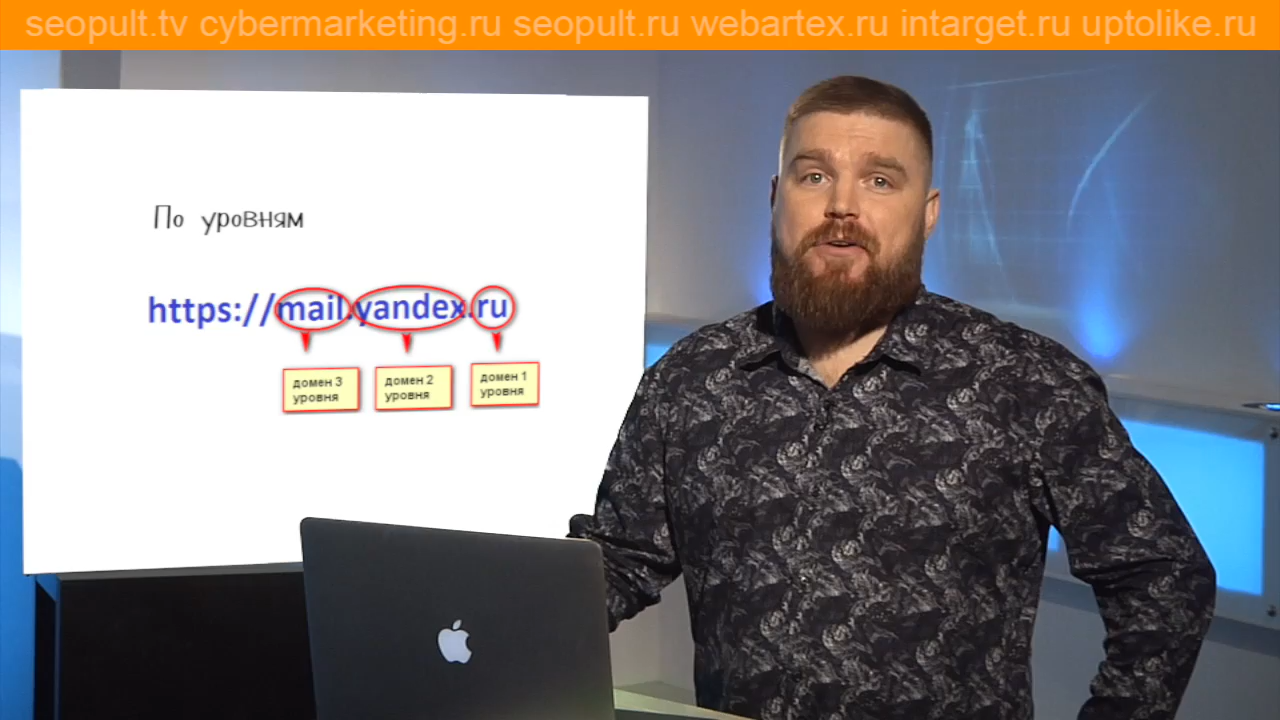 seopult.tv cybermarketing.ru seopult.ru webartex.ru intarget.ru uptolike.ru
По уровням
https://mail.yandex.ru
домен 3
уровня
домен 2
уровня
домен 1
уровня